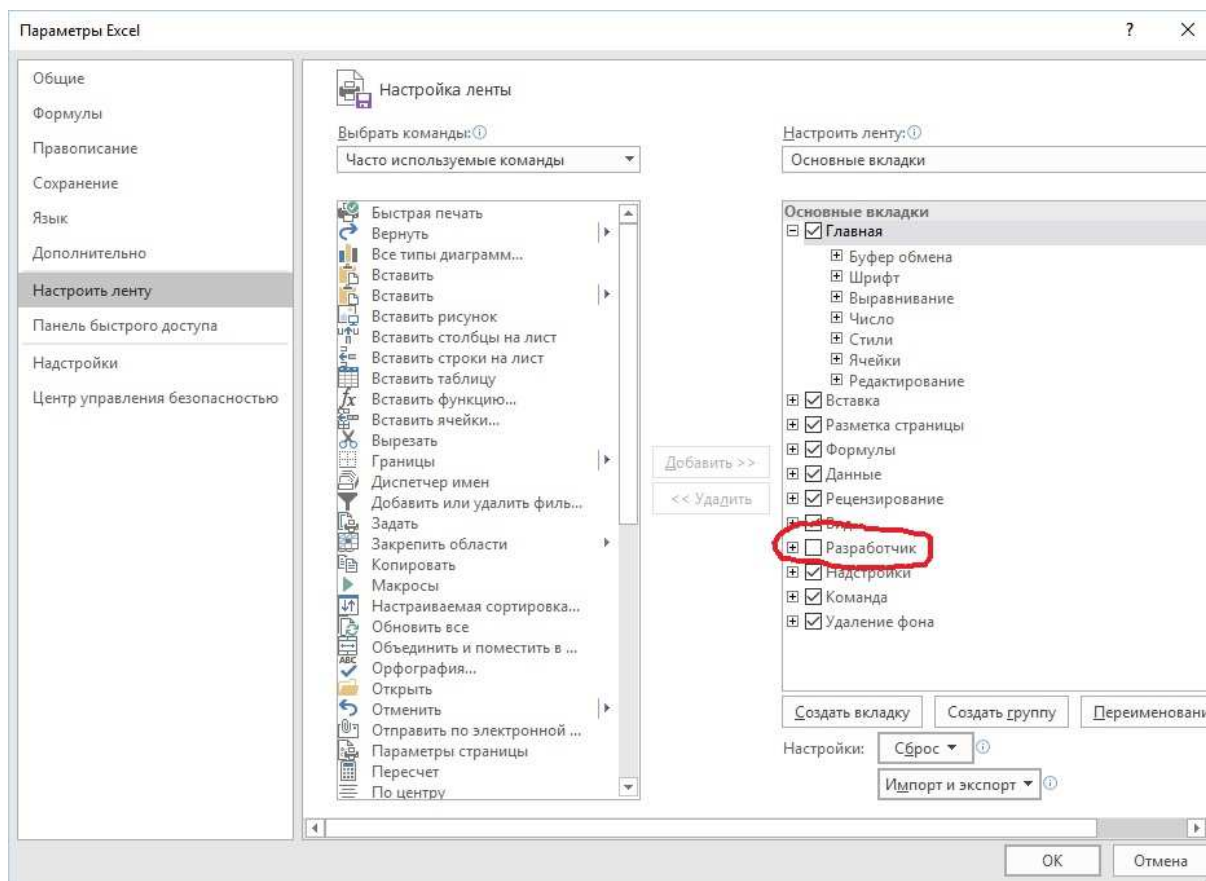 Параметры Excel
?
Общие
Формулы
Правописание
Сохранение
Язык
Дополнительно
Настроить ленту
Панель быстрого доступа
Надстройки
Центр управления безопасностью
Настройка ленты
Выбрать команды:
Часто используемые команды
Быстрая печать
Вернуть
Все типы диаграмм...
Вставить
Вставить
Вставить рисунок
Вставить столбцы на лист
Вставить строки на лист
Вставить таблицу
Вставить функцию...
Вставить ячейки...
Вырезать
Границы
Диспетчер имен
Добавить или удалить филь...
Задать
Закрепить области
Копировать
Макросы
Настраиваемая сортировка...
Обновить все
Объединить и поместить в ...
Орфография...
Открыть
Отменить
Отправить по электронной ...
Параметры страницы
Пересчет
По центру
Добавить >>
<< Удалить
Настроить ленту:
Основные вкладки
Основные вкладки
Главная
Буфер обмена
Шрифт
Выравнивание
Число
Стили
Ячейки
Редактирование
Вставка
Разметка страницы
Формулы
Данные
Рецензирование
Вид
Разработчик
Надстройки
Команда
Удаление фона
Создать вкладку
Создать группу
Переименовани
Настройки:
Сброс
Импорт и экспорт
ОК
Отмена